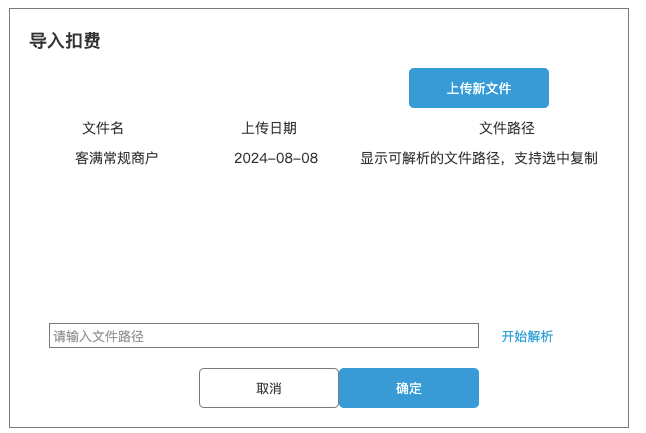 导入扣费
上传新文件
文件名 上传日期 文件路径
客满常规商户 2024-08-08 显示可解析的文件路径，支持选中复制
请输入文件路径 开始解析
取消 确定